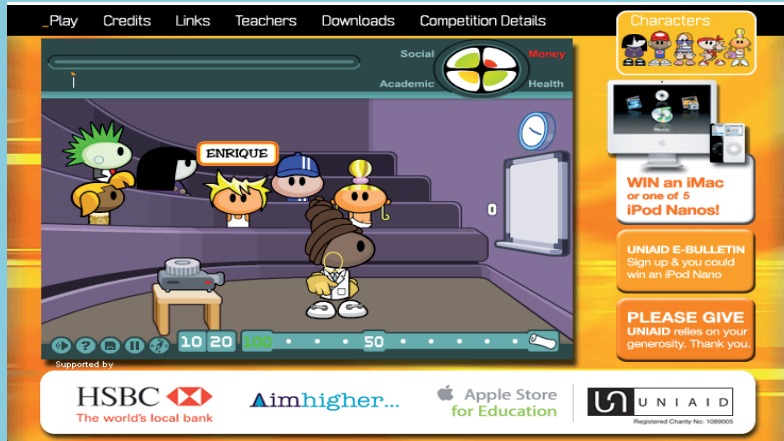 _Play Credits Links Teachers Downloads Competition Details
Characters
Social Money
Academic Health
ENRIQUE
WIN an iMac
or one of 5
iPod Nanos!
UNIAID E-BULLETIN
Sign up & you could
win an iPod Nano
PLEASE GIVE
UNIAID relies on your
generosity. Thank you.
? 10 20 100 50
Supported by
HSBC
The world's local bank
Aimhigher...
Apple Store
for Education
UNIAID
Registered Charity No: 1089005